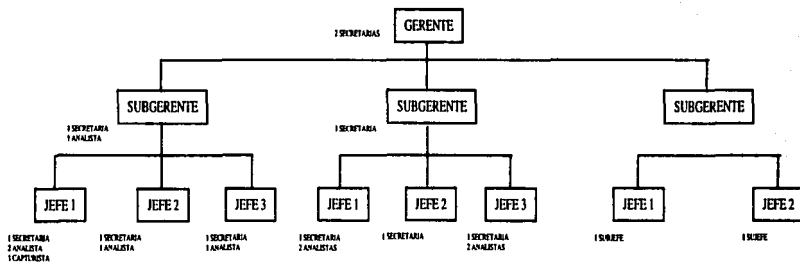 GERENTE
2 SECRETARIAS
SUBGERENTE
SUBGERENTE
SUBGERENTE
1 SECRETARIA
1 ANALISTA
1 SECRETARIA
JEFE 1
JEFE 2
JEFE 3
JEFE 1
JEFE 2
JEFE 3
JEFE 1
JEFE 2
1 SECRETARIA
2 ANALISTA
1 CAPTURISTA
1 SECRETARIA
1 ANALISTA
1 SECRETARIA
1 ANALISTA
1 SECRETARIA
2 ANALISTAS
1 SECRETARIA
1 SECRETARIA
2 ANALISTAS
1 SUBJEFE
1 SUBJEFE